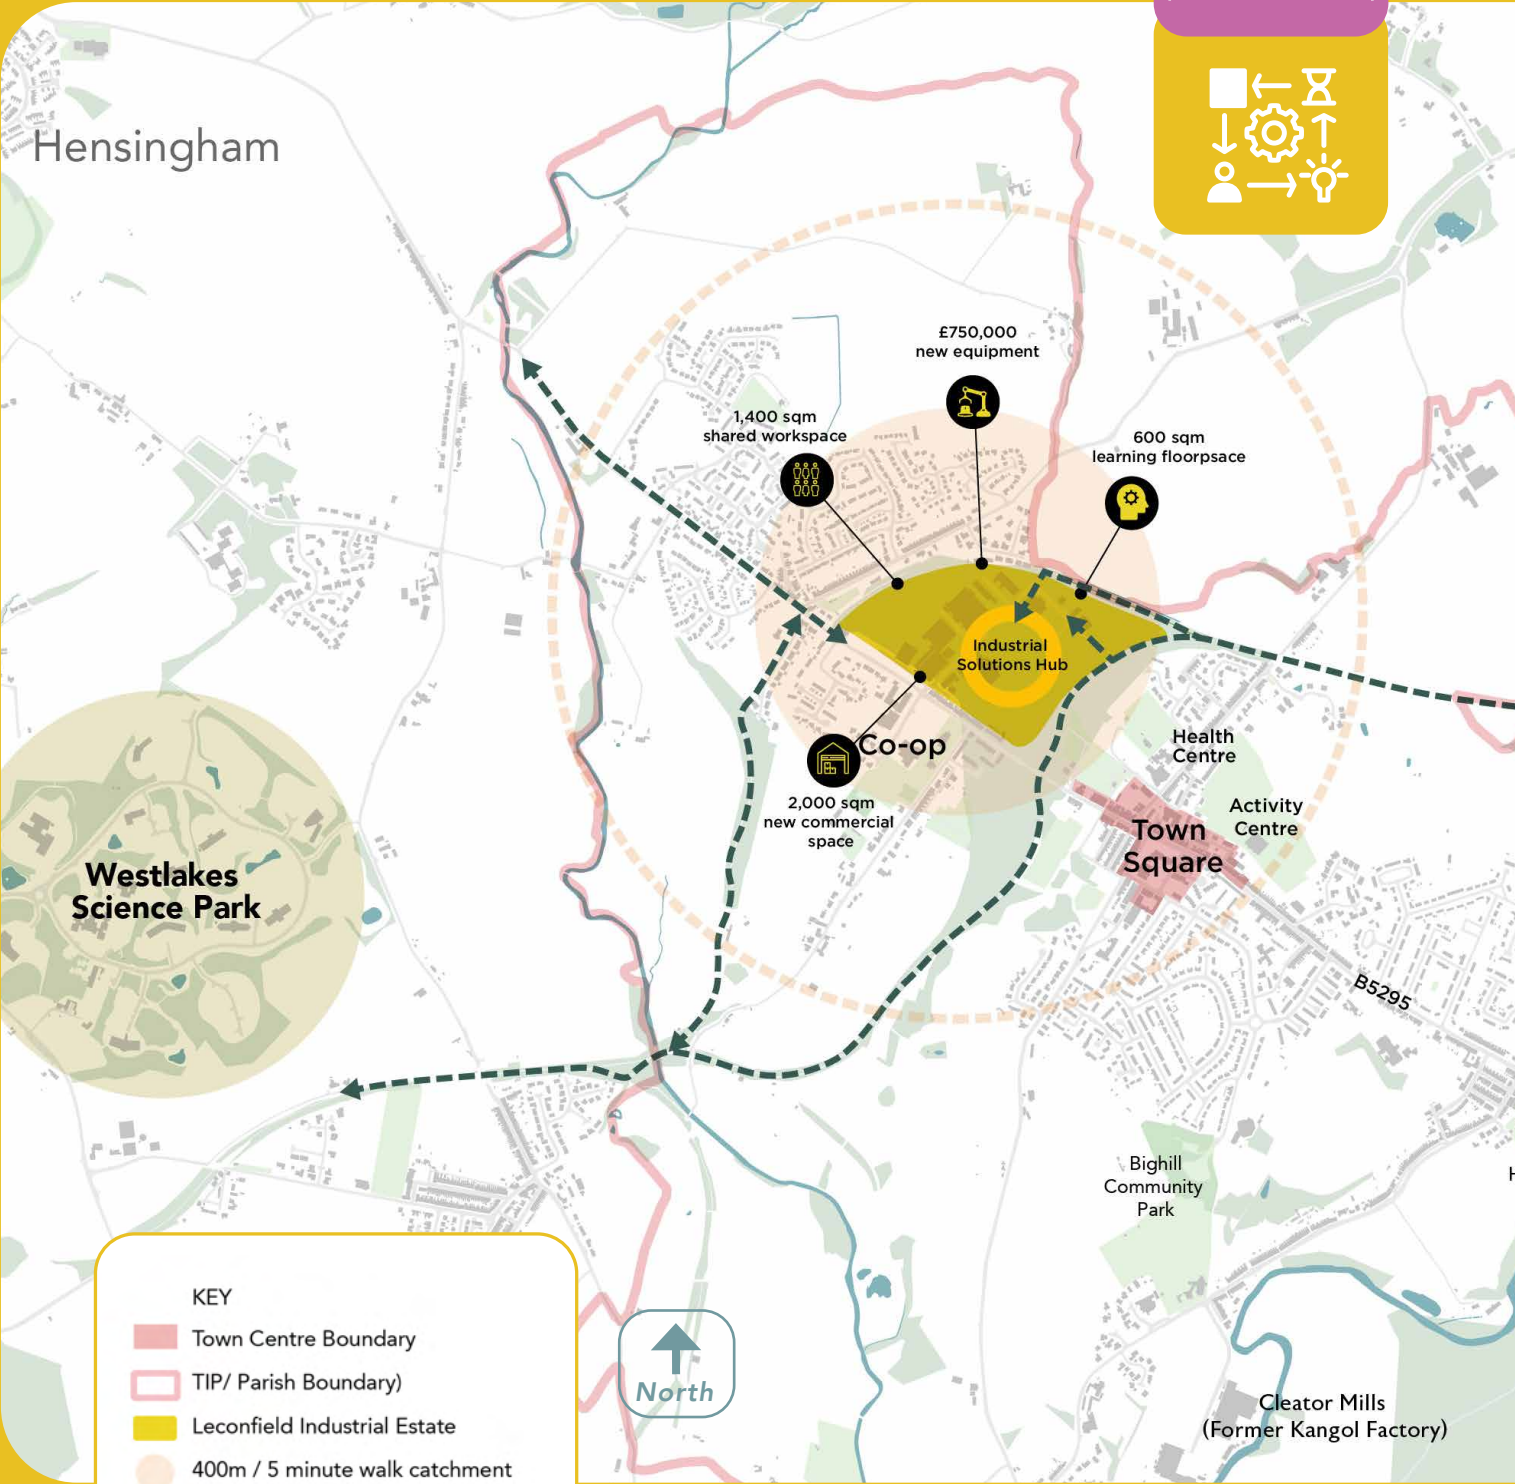 Hensingham
£750,000
new equipment
1,400 sqm
shared workspace
600 sqm
learning floorpsace
Industrial
Solutions Hub
Co-op
2,000 sqm
new commercial
space
Health
Centre
Activity
Centre
Town
Square
Westlakes
Science Park
B5295
Bighill
Community
Park
H
Cleator Mills
(Former Kangol Factory)
North
KEY
Town Centre Boundary
TIP/ Parish Boundary)
Leconfield Industrial Estate
400m / 5 minute walk catchment